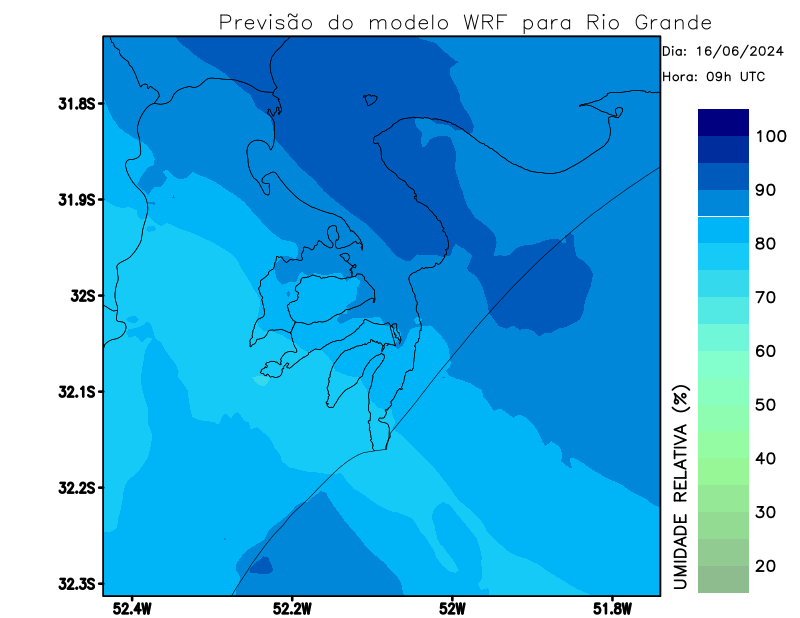 Previsão do modelo WRF para Rio Grande
Dia: 16/06/2024
Hora: 09h UTC
31.8S
31.9S
32S
32.1S
32.2S
32.3S
52.4W
52.2W
52W
51.8W
100
90
80
70
60
50
40
30
20
UMIDADE RELATIVA (%)